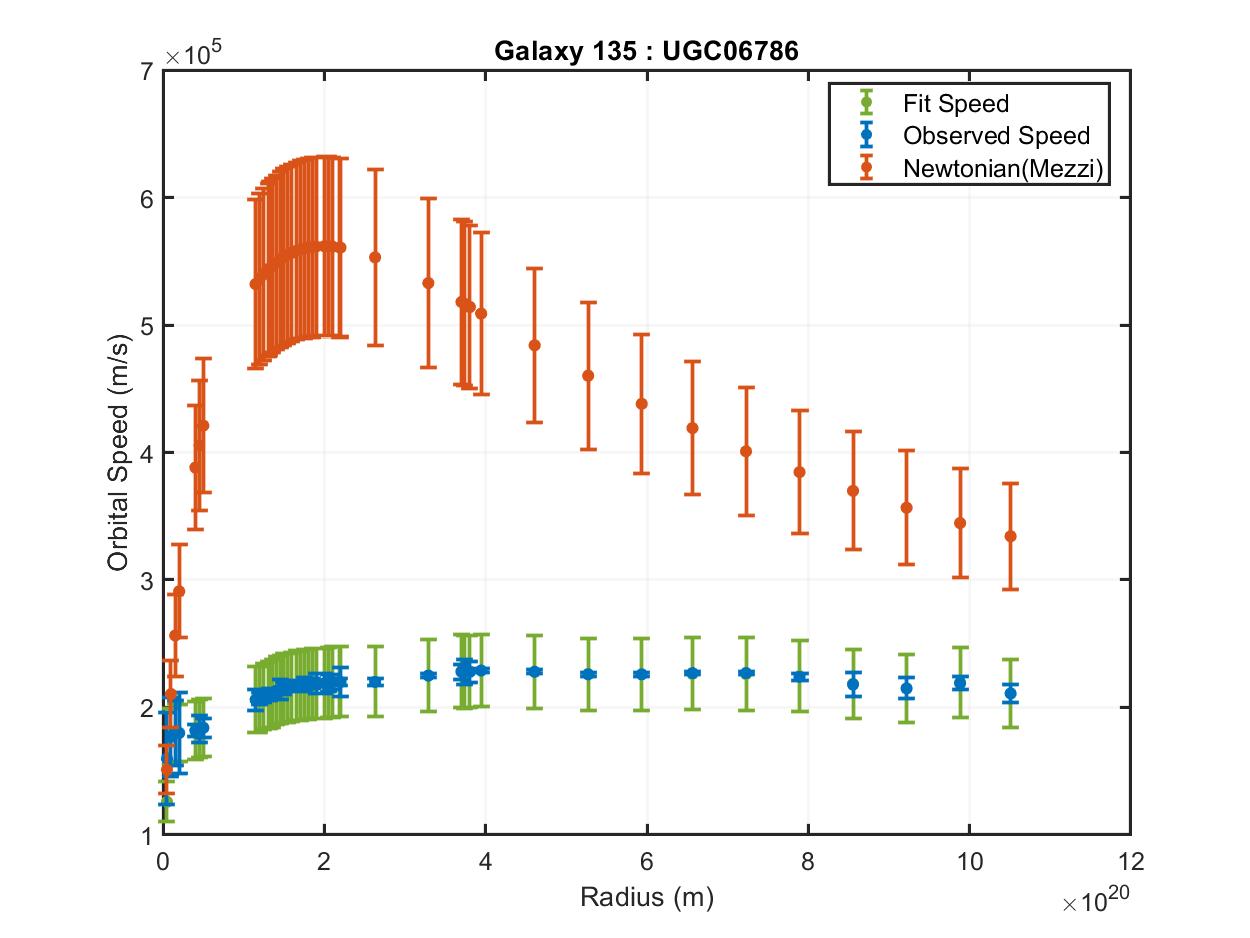 Galaxy 135 : UGC06786
×10^5
7
6
5
4
3
2
1
Orbital Speed (m/s)
Fit Speed
Observed Speed
Newtonian(Mezzi)
0 2 4 6 8 10 12
Radius (m)
×10^20